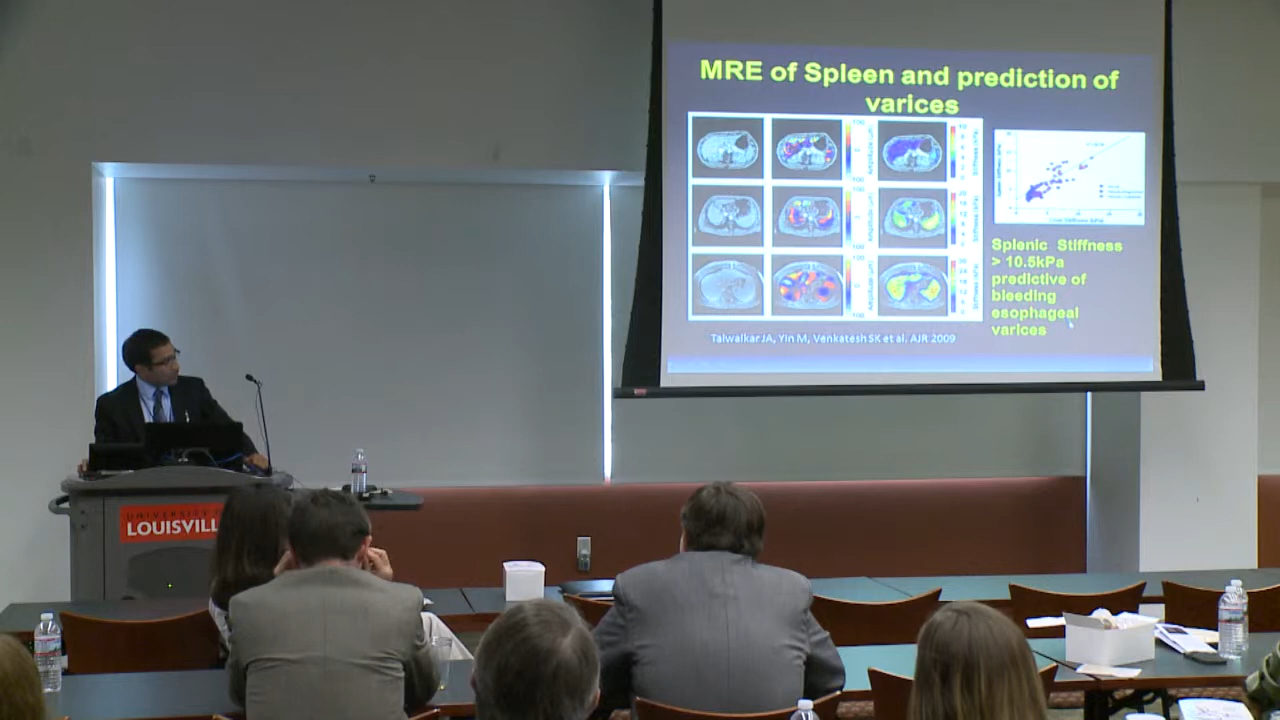 MRE of Spleen and prediction of
varices
Splenic Stiffness
> 10.5kPa
predictive of
bleeding
esophageal
varices
Talwalkar JA, Yin M, Venkatesh SK et al. AJR 2009
UNIVERSITY
LOUISVILL